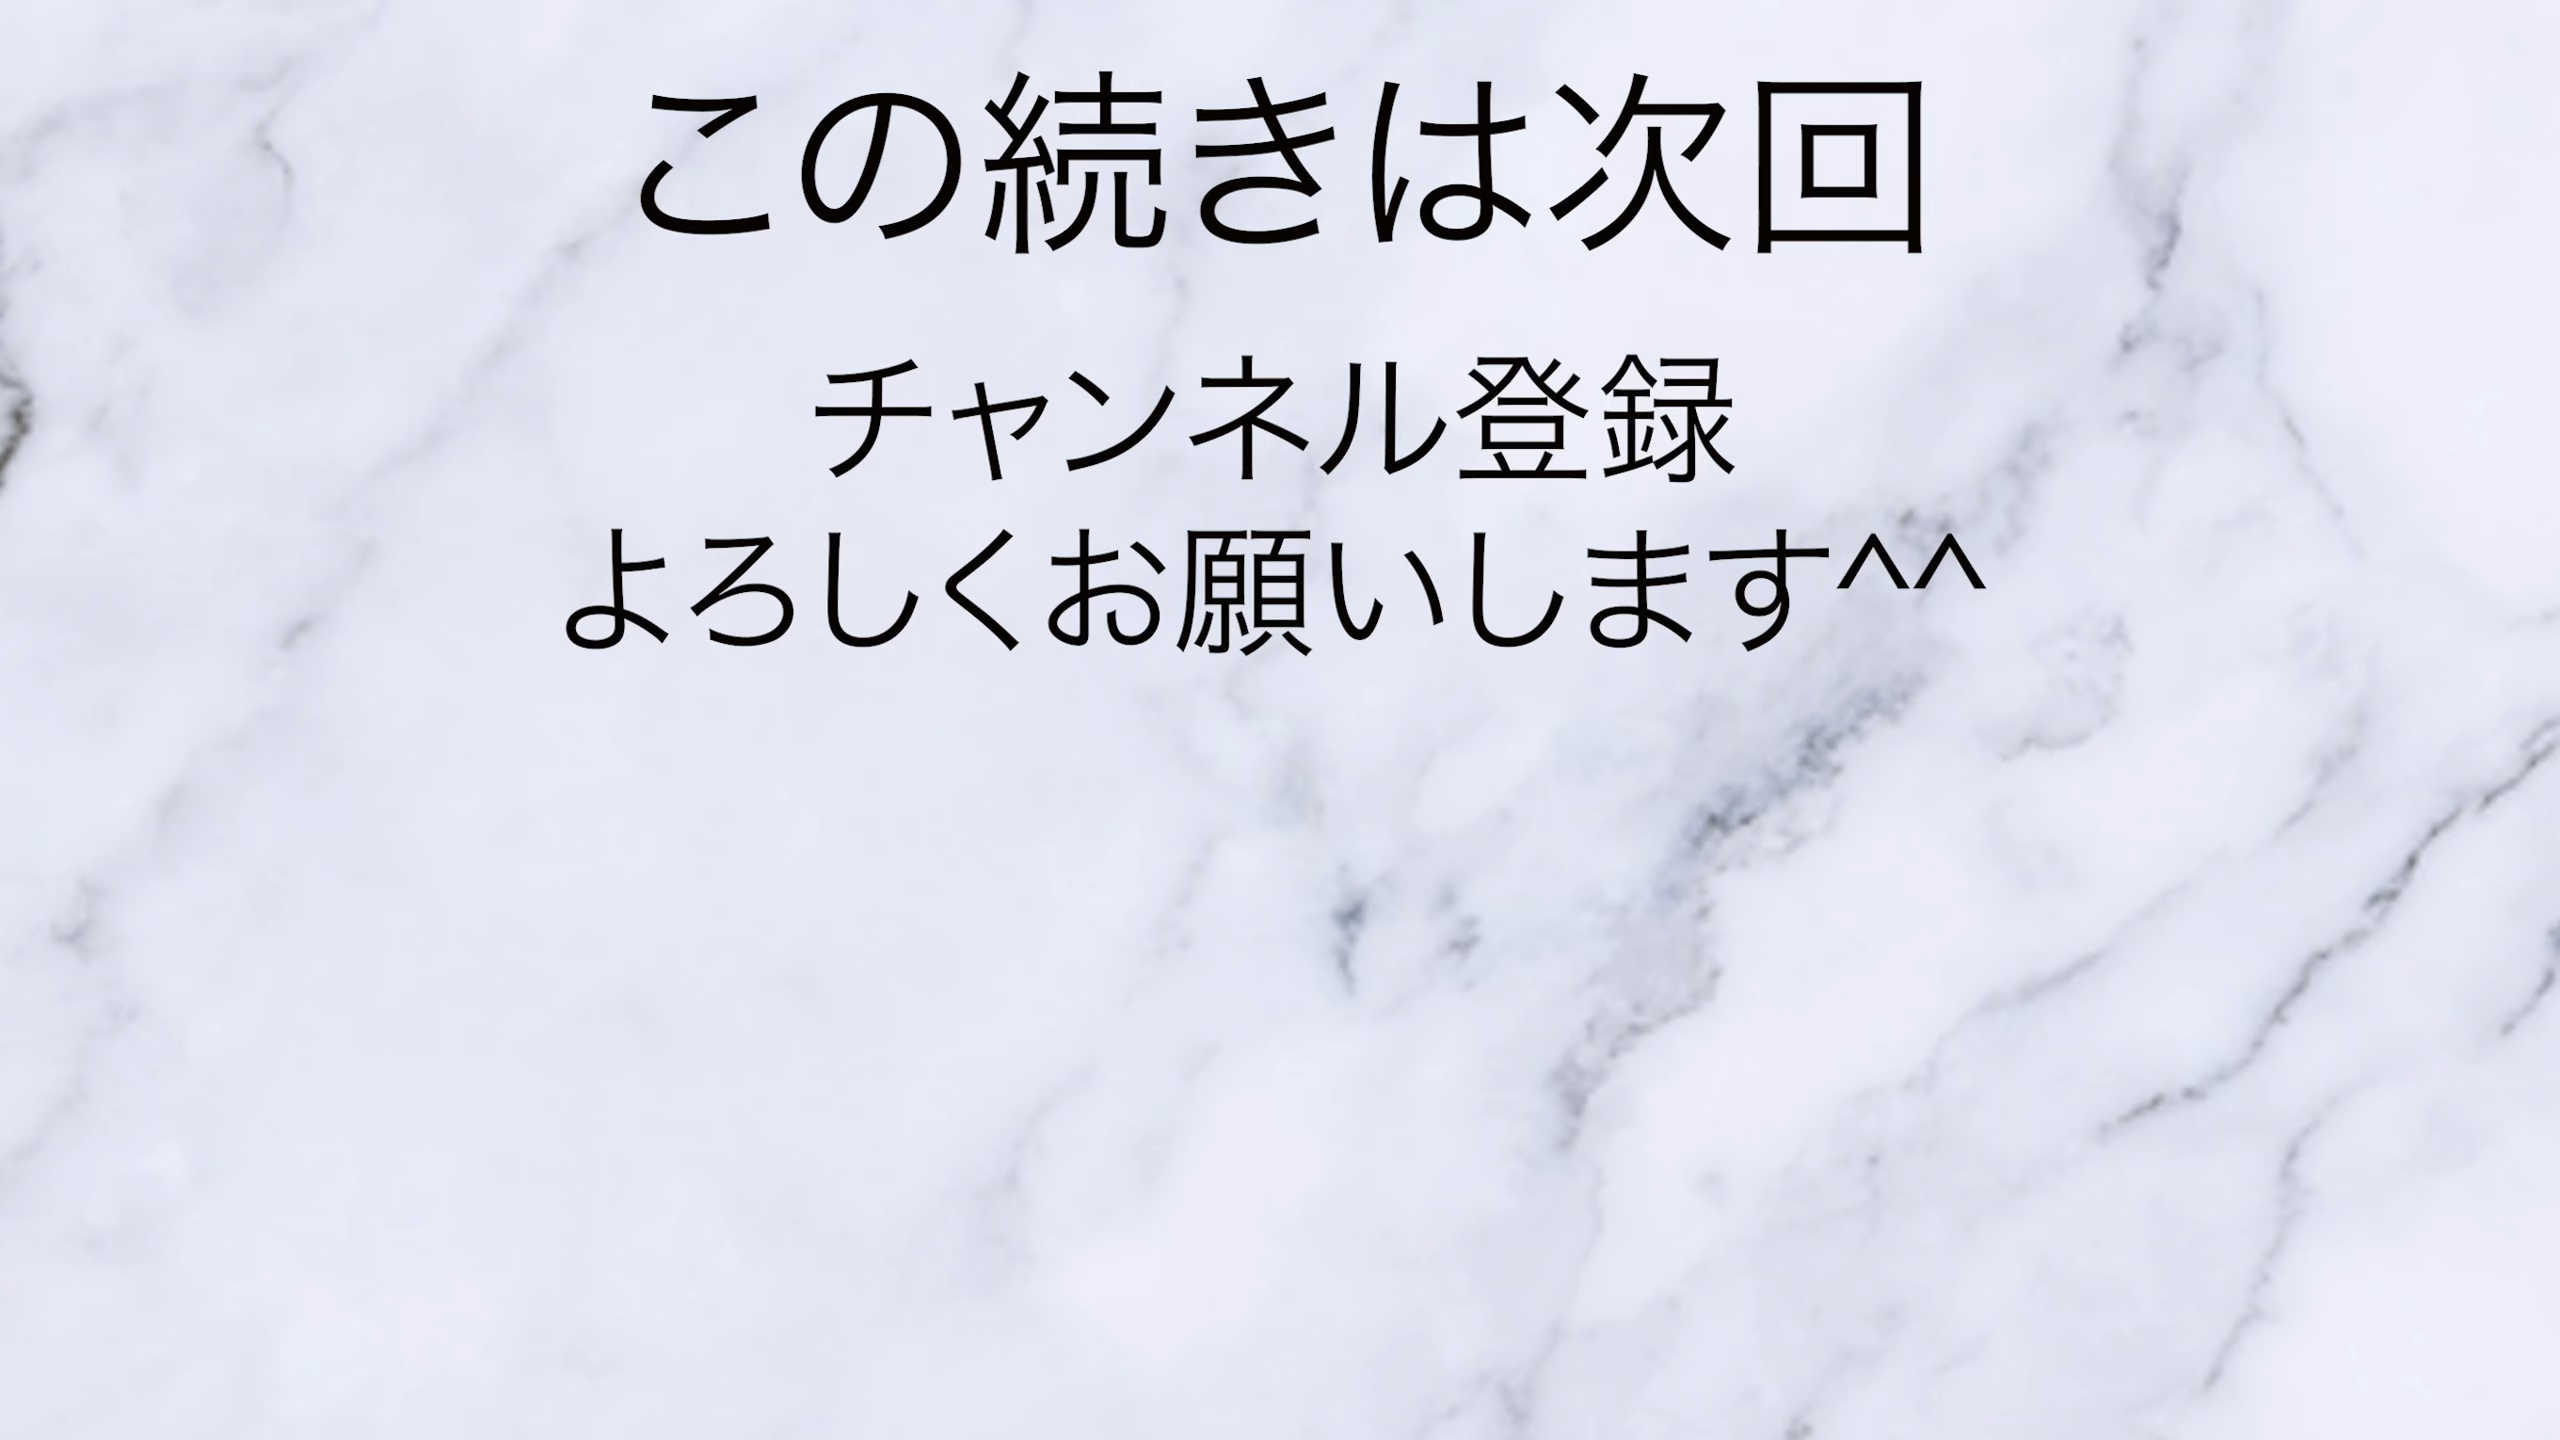 この続きは次回
チャンネル登録
よろしくお願いします^^